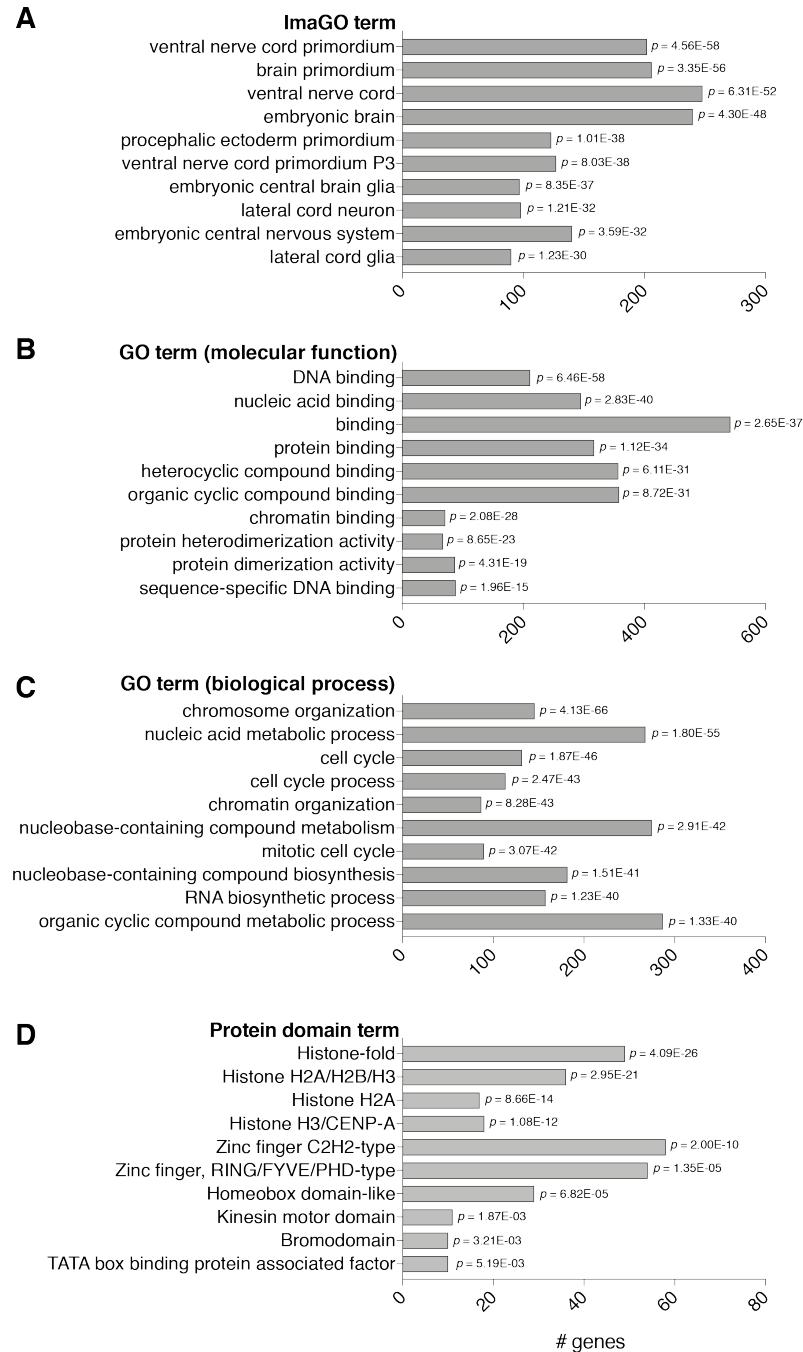 A
ImaGO term
ventral nerve cord primordium p = 4.56E-58
brain primordium p = 3.35E-56
ventral nerve cord p = 6.31E-52
embryonic brain p = 4.30E-48
procephalic ectoderm primordium p = 1.01E-38
ventral nerve cord primordium P3 p = 8.03E-38
embryonic central brain glia p = 8.35E-37
lateral cord neuron p = 1.21E-32
embryonic central nervous system p = 3.59E-32
lateral cord glia p = 1.23E-30
0 100 200 300
B
GO term (molecular function)
DNA binding p = 6.46E-58
nucleic acid binding p = 2.83E-40
binding p = 2.65E-37
protein binding p = 1.12E-34
heterocyclic compound binding p = 6.11E-31
organic cyclic compound binding p = 8.72E-31
chromatin binding p = 2.08E-28
protein heterodimerization activity p = 8.65E-23
protein dimerization activity p = 4.31E-19
sequence-specific DNA binding p = 1.96E-15
0 200 400 600
C
GO term (biological process)
chromosome organization p = 4.13E-66
nucleic acid metabolic process p = 1.80E-55
cell cycle p = 1.87E-46
cell cycle process p = 2.47E-43
chromatin organization p = 8.28E-43
nucleobase-containing compound metabolism p = 2.91E-42
mitotic cell cycle p = 3.07E-42
nucleobase-containing compound biosynthesis p = 1.51E-41
RNA biosynthetic process p = 1.23E-40
organic cyclic compound metabolic process p = 1.33E-40
0 100 200 300 400
D
Protein domain term
Histone-fold p = 4.09E-26
Histone H2A/H2B/H3 p = 2.95E-21
Histone H2A p = 8.66E-14
Histone H3/CENP-A p = 1.08E-12
Zinc finger C2H2-type p = 2.00E-10
Zinc finger, RING/FYVE/PHD-type p = 1.35E-05
Homeobox domain-like p = 6.82E-05
Kinesin motor domain p = 1.87E-03
Bromodomain p = 3.21E-03
TATA box binding protein associated factor p = 5.19E-03
0 20 40 60 80
# genes